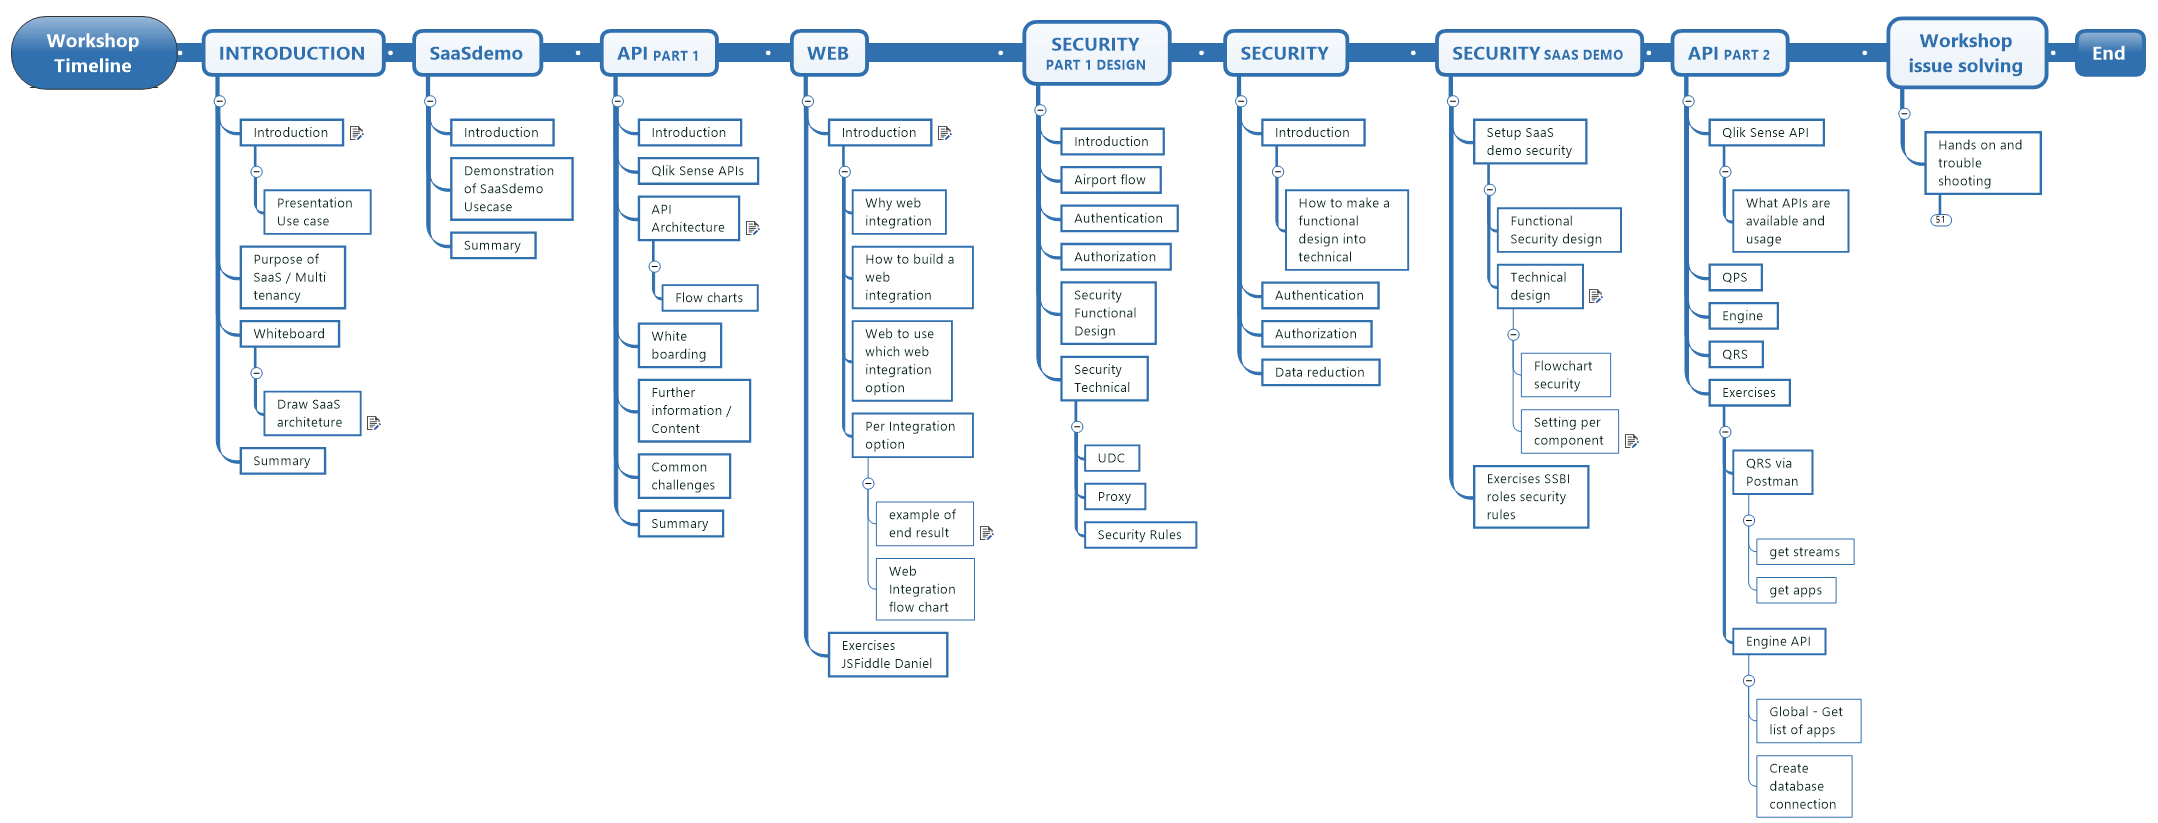 Workshop
Timeline
INTRODUCTION
Introduction
Presentation
Use case
Purpose of
SaaS / Multi
tenancy
Whiteboard
Draw SaaS
architeture
Summary
SaaSdemo
Introduction
Demonstration
of SaaSdemo
Usecase
Summary
API PART 1
Introduction
Qlik Sense APIs
API
Architecture
Flow charts
White
boarding
Further
information /
Content
Common
challenges
Summary
WEB
Introduction
Why web
integration
How to build a
web
integration
Web to use
which web
integration
option
Per Integration
option
example of
end result
Web
Integration
flow chart
Exercises
JSFiddle Daniel
SECURITY
PART 1 DESIGN
Introduction
Airport flow
Authentication
Authorization
Security
Functional
Design
Security
Technical
UDC
Proxy
Security Rules
SECURITY
Introduction
How to make a
functional
design into
technical
Authentication
Authorization
Data reduction
SECURITY SAAS DEMO
Setup SaaS
demo security
Functional
Security design
Technical
design
Flowchart
security
Setting per
component
Exercises SSBI
roles security
rules
API PART 2
Qlik Sense API
What APIs are
available and
usage
QPS
Engine
QRS
Exercises
QRS via
Postman
get streams
get apps
Engine API
Global - Get
list of apps
Create
database
connection
Workshop
issue solving
Hands on and
trouble
shooting
51
End